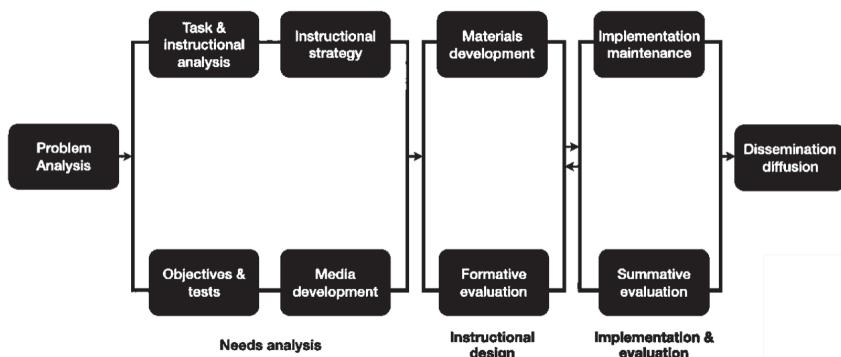 Task &
instructional
analysis
Instructional
strategy
Materials
development
Implementation
maintenance
Problem
Analysis
Dissemination
diffusion
Objectives &
tests
Media
development
Formative
evaluation
Summative
evaluation
Needs analysis
Instructional
design
Implementation &
evaluation